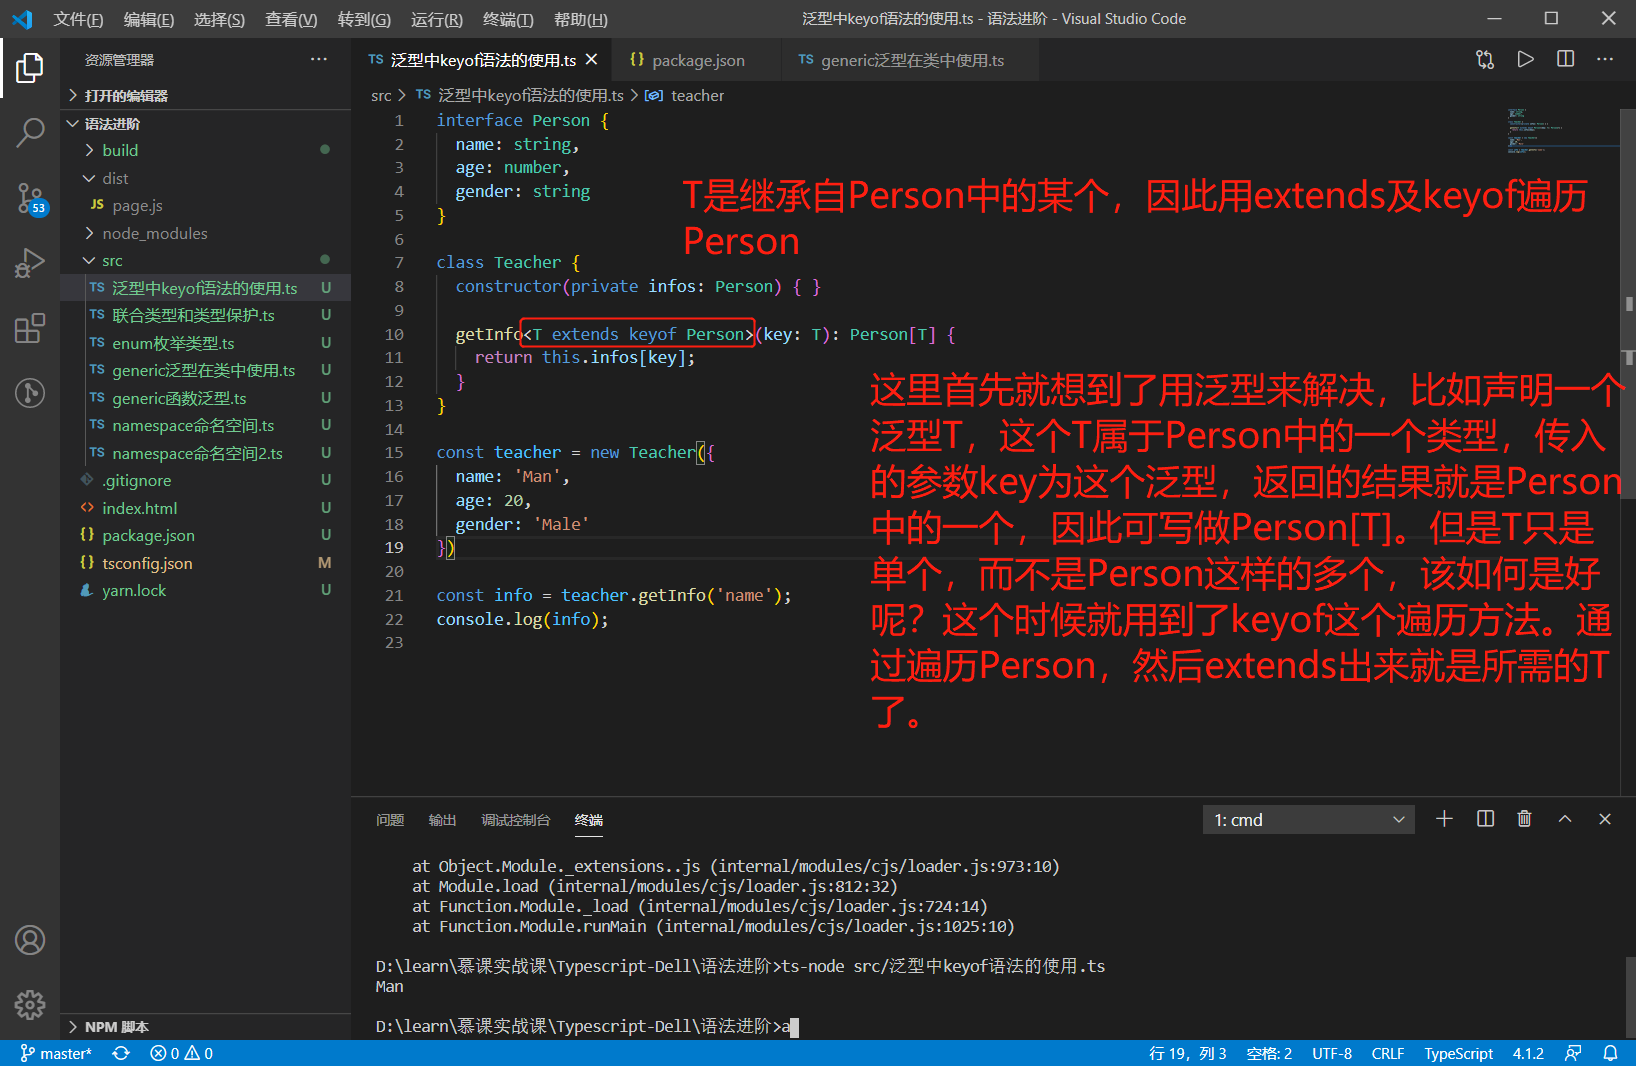 文件(F) 编辑(E) 选择(S) 查看(V) 转到(G) 运行(R) 终端(T) 帮助(H) 泛型中keyof语法的使用.ts - 语法进阶 - Visual Studio Code
资源管理器 ···
打开的编辑器
语法进阶
build
dist
JS page.js
node_modules
src
TS 泛型中keyof语法的使用.ts U
TS 联合类型和类型保护.ts U
TS enum枚举类型.ts U
TS generic泛型在类中使用.ts U
TS generic函数泛型.ts U
TS namespace命名空间.ts U
TS namespace命名空间2.ts U
.gitignore U
<> index.html U
{} package.json U
{} tsconfig.json M
yarn.lock U
NPM 脚本
53
TS 泛型中keyof语法的使用.ts {} package.json TS generic泛型在类中使用.ts
src > TS 泛型中keyof语法的使用.ts > teacher
1 interface Person {
2 name: string,
3 age: number,
4 gender: string
5 }
6
7 class Teacher {
8 constructor(private infos: Person) { }
9
10 getInfo<T extends keyof Person>(key: T): Person[T] {
11 return this.infos[key];
12 }
13 }
14
15 const teacher = new Teacher({
16 name: 'Man',
17 age: 20,
18 gender: 'Male'
19 })
20
21 const info = teacher.getInfo('name');
22 console.log(info);
23
T是继承自Person中的某个，因此用extends及keyof遍历
Person
这里首先就想到了用泛型来解决，比如声明一个
泛型T，这个T属于Person中的一个类型，传入
的参数key为这个泛型，返回的结果就是Person
中的一个，因此可写做Person[T]。但是T只是
单个，而不是Person这样的多个，该如何是好
呢？这个时候就用到了keyof这个遍历方法。通
过遍历Person，然后extends出来就是所需的T
了。
问题 输出 调试控制台 终端 1: cmd
at Object.Module._extensions..js (internal/modules/cjs/loader.js:973:10)
at Module.load (internal/modules/cjs/loader.js:812:32)
at Function.Module._load (internal/modules/cjs/loader.js:724:14)
at Function.Module.runMain (internal/modules/cjs/loader.js:1025:10)
D:\learn\慕课实战课\Typescript-Dell\语法进阶>ts-node src/泛型中keyof语法的使用.ts
Man
D:\learn\慕课实战课\Typescript-Dell\语法进阶>a
master* 0 0 行 19，列 3 空格: 2 UTF-8 CRLF TypeScript 4.1.2